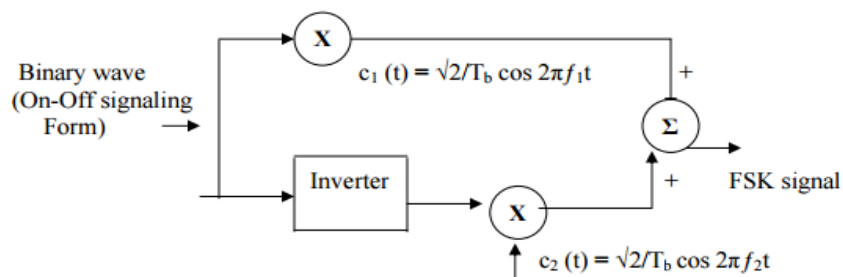 X
Binary wave
(On-Off signaling
Form)
c₁ (t) = √2/T_b cos 2πf₁t
+
Σ
Inverter
+
FSK signal
X
c₂ (t) = √2/T_b cos 2πf₂t